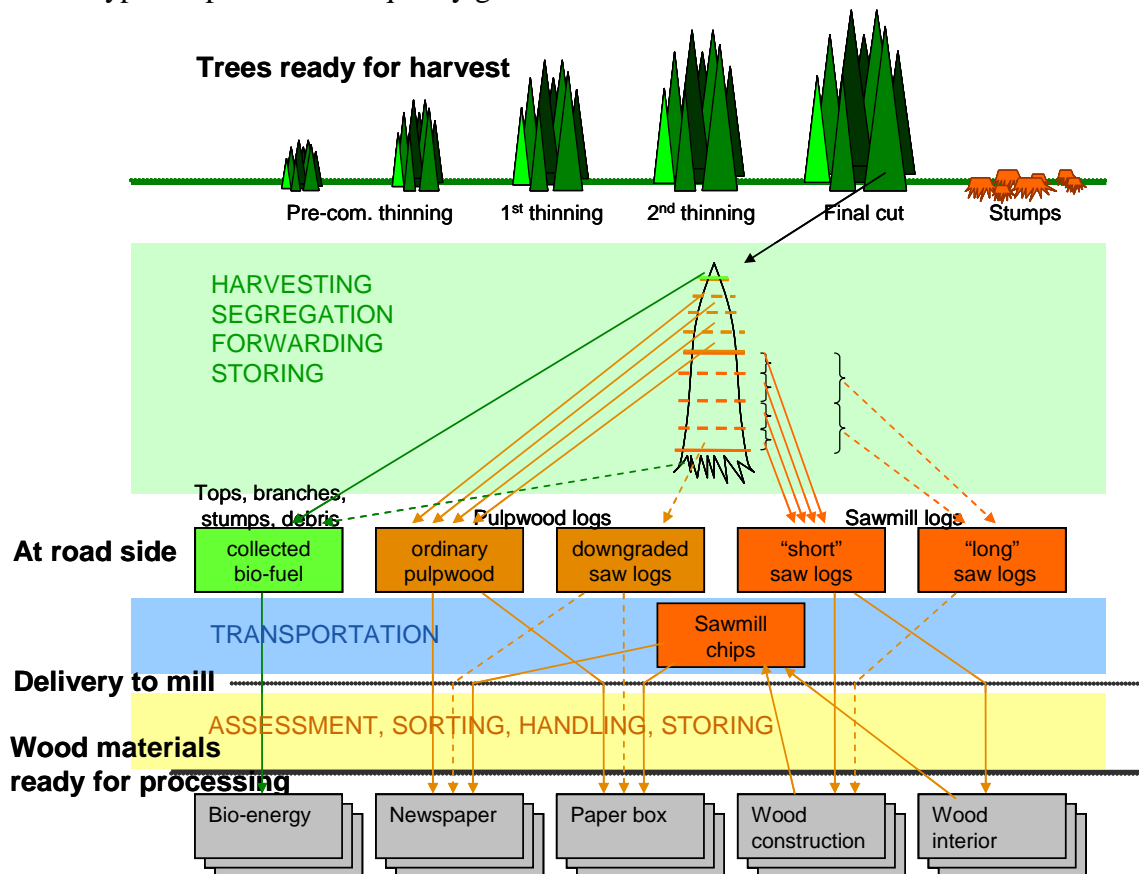 Trees ready for harvest
Pre-com. thinning
1st thinning
2nd thinning
Final cut
Stumps
HARVESTING
SEGREGATION
FORWARDING
STORING
Tops, branches,
stumps, debris
Pulpwood logs
Sawmill logs
At road side
collected
bio-fuel
ordinary
pulpwood
downgraded
saw logs
“short”
saw logs
“long”
saw logs
TRANSPORTATION
Sawmill
chips
Delivery to mill
ASSESSMENT, SORTING, HANDLING, STORING
Wood materials
ready for processing
Bio-energy
Newspaper
Paper box
Wood
construction
Wood
interior